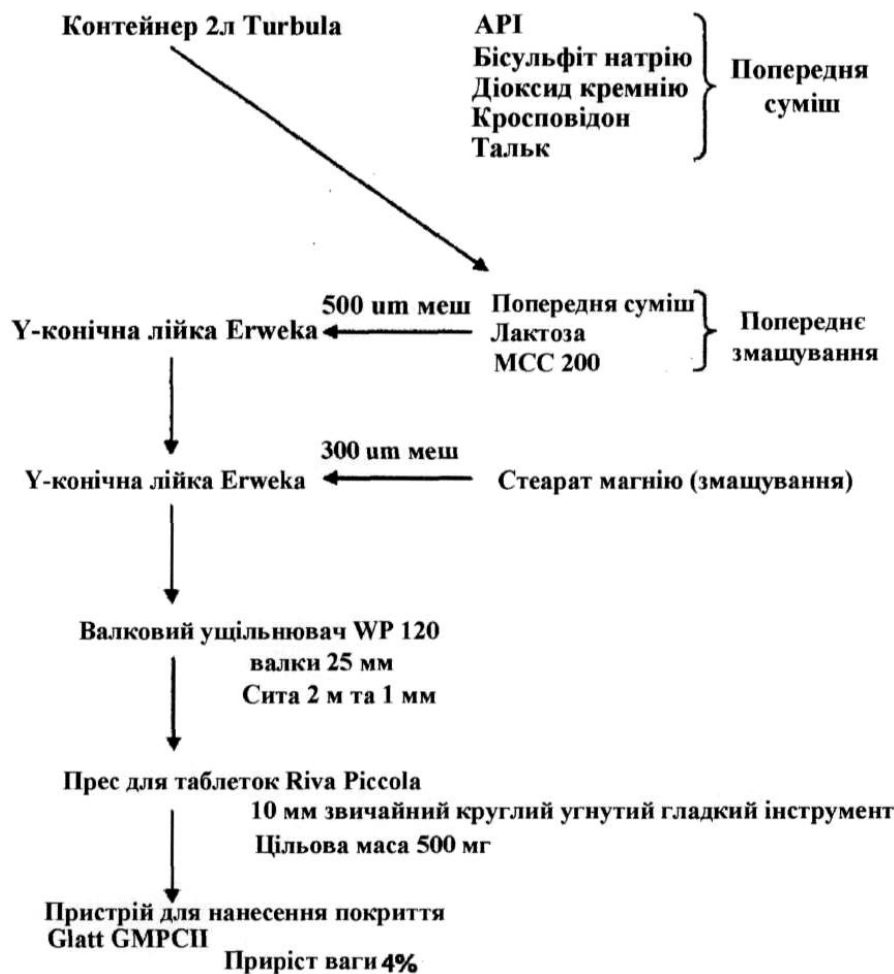 Контейнер 2л Turbula
АРІ
Бісульфіт натрію
Діоксид кремнію
Кросповідон
Тальк
Попередня
суміш
500 um меш
Y-конічна лійка Erweka
Попередня суміш
Лактоза
МСС 200
Попереднє
змащування
300 um меш
Y-конічна лійка Erweka
Стеарат магнію (змащування)
Валковий ущільнювач WP 120
валки 25 мм
Сита 2 м та 1 мм
Прес для таблеток Riva Piccola
10 мм звичайний круглий угнутий гладкий інструмент
Цільова маса 500 мг
Пристрій для нанесення покриття
Glatt GMPCII
Приріст ваги 4%